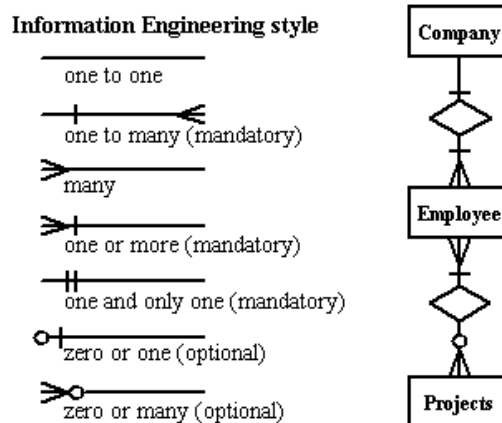 Information Engineering style
one to one
one to many (mandatory)
many
one or more (mandatory)
one and only one (mandatory)
zero or one (optional)
zero or many (optional)
Company
Employee
Projects